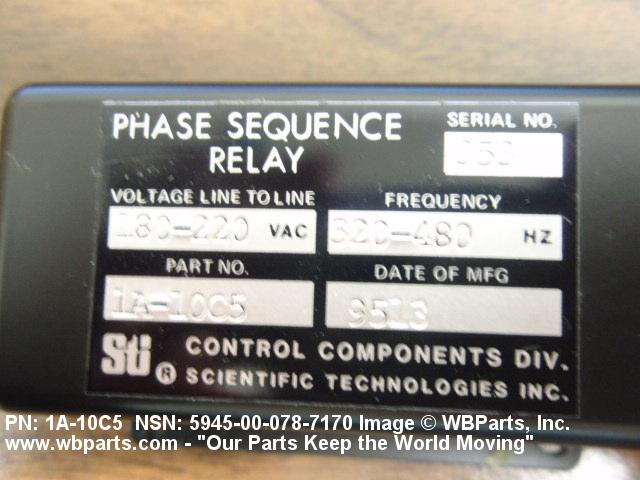 PHASE SEQUENCE
RELAY
SERIAL NO.
VOLTAGE LINE TO LINE
180-220 VAC
FREQUENCY
320-480 HZ
PART NO.
1A-10C5
DATE OF MFG
9513
Sti ® CONTROL COMPONENTS DIV.
SCIENTIFIC TECHNOLOGIES INC.
PN: 1A-10C5 NSN: 5945-00-078-7170 Image © WBParts, Inc.
www.wbparts.com - "Our Parts Keep the World Moving"